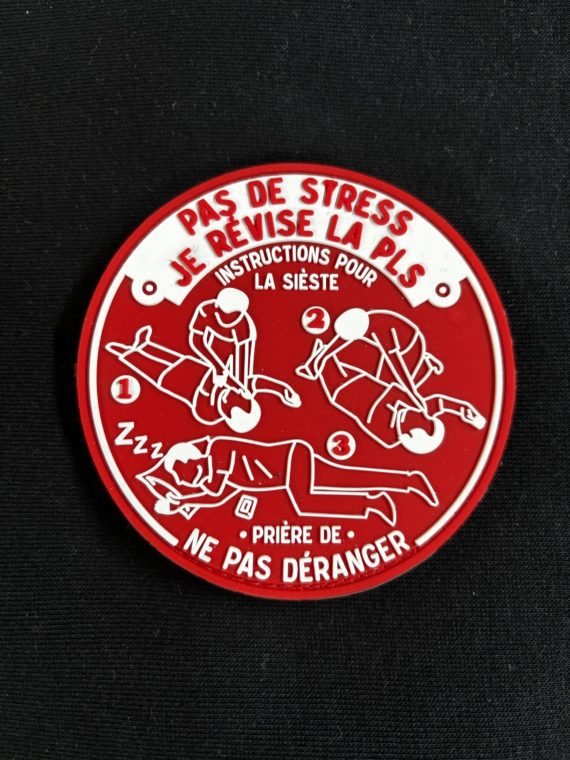 PAS DE STRESS
JE RÉVISE LA PLS
INSTRUCTIONS POUR
LA SIÈSTE
2
1
3
ZZZ
• PRIÈRE DE •
NE PAS DÉRANGER